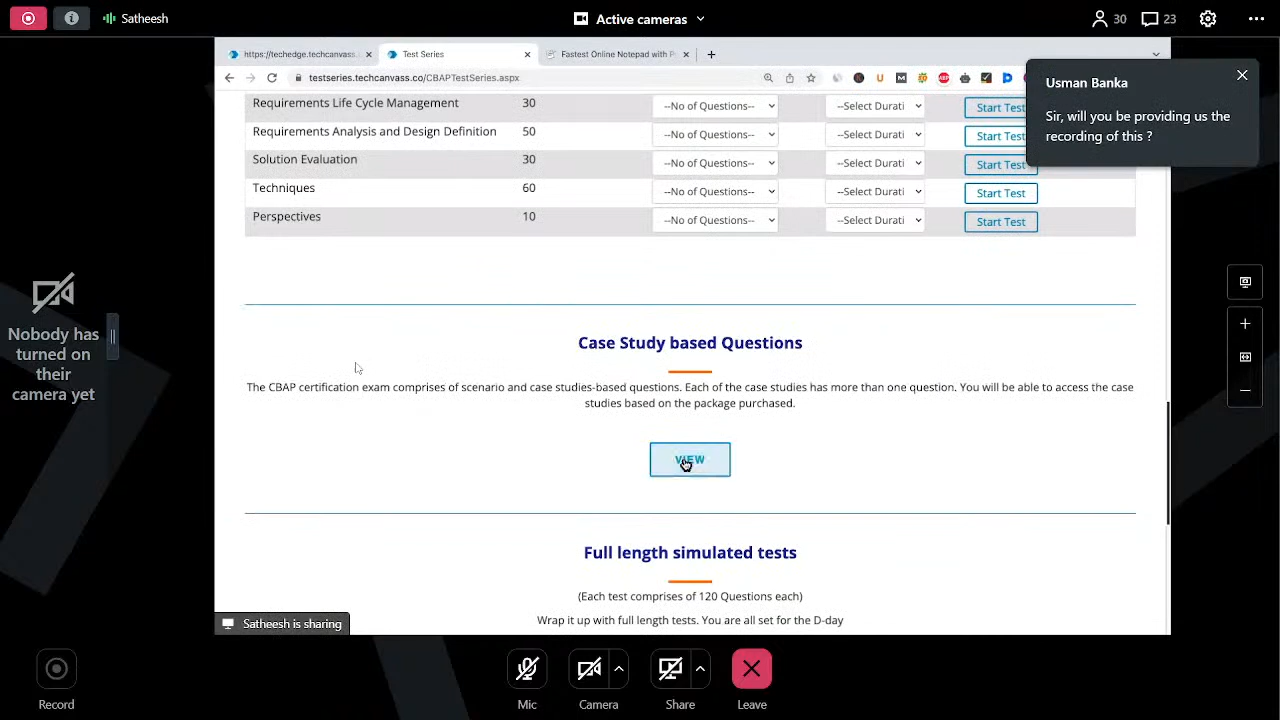 Satheesh
Active cameras
30
23
https://techedge.techcanvass.
Test Series
Fastest Online Notepad with P
testseries.techcanvass.co/CBAPTestSeries.aspx
Usman Banka
Sir, will you be providing us the
recording of this ?
Requirements Life Cycle Management 30 --No of Questions-- --Select Durati Start Test
Requirements Analysis and Design Definition 50 --No of Questions-- --Select Durati Start Test
Solution Evaluation 30 --No of Questions-- --Select Durati Start Test
Techniques 60 --No of Questions-- --Select Durati Start Test
Perspectives 10 --No of Questions-- --Select Durati Start Test
Nobody has
turned on
their
camera yet
Case Study based Questions
The CBAP certification exam comprises of scenario and case studies-based questions. Each of the case studies has more than one question. You will be able to access the case
studies based on the package purchased.
VIEW
Full length simulated tests
(Each test comprises of 120 Questions each)
Wrap it up with full length tests. You are all set for the D-day
Satheesh is sharing
Record
Mic
Camera
Share
Leave